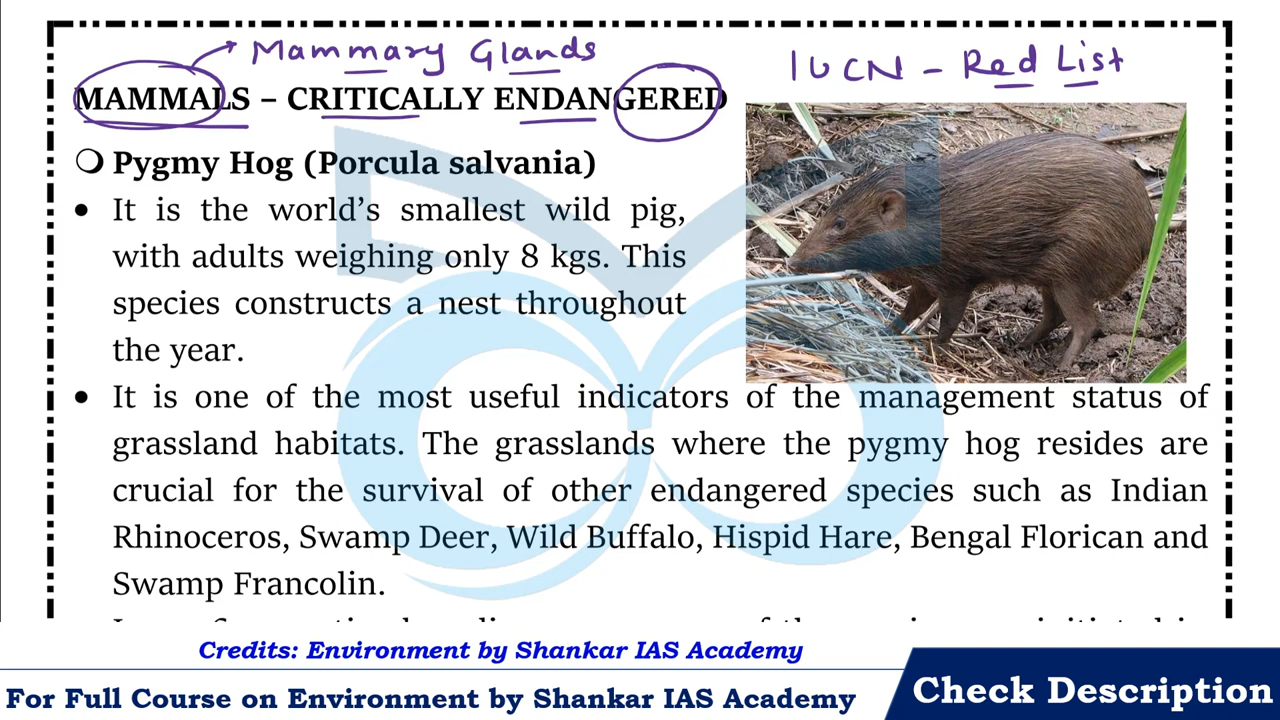 Mammary Glands
IUCN - Red List
MAMMALS – CRITICALLY ENDANGERED
❍ Pygmy Hog (Porcula salvania)
• It is the world's smallest wild pig,
with adults weighing only 8 kgs. This
species constructs a nest throughout
the year.
• It is one of the most useful indicators of the management status of
grassland habitats. The grasslands where the pygmy hog resides are
crucial for the survival of other endangered species such as Indian
Rhinoceros, Swamp Deer, Wild Buffalo, Hispid Hare, Bengal Florican and
Swamp Francolin.
Credits: Environment by Shankar IAS Academy
For Full Course on Environment by Shankar IAS Academy
Check Description